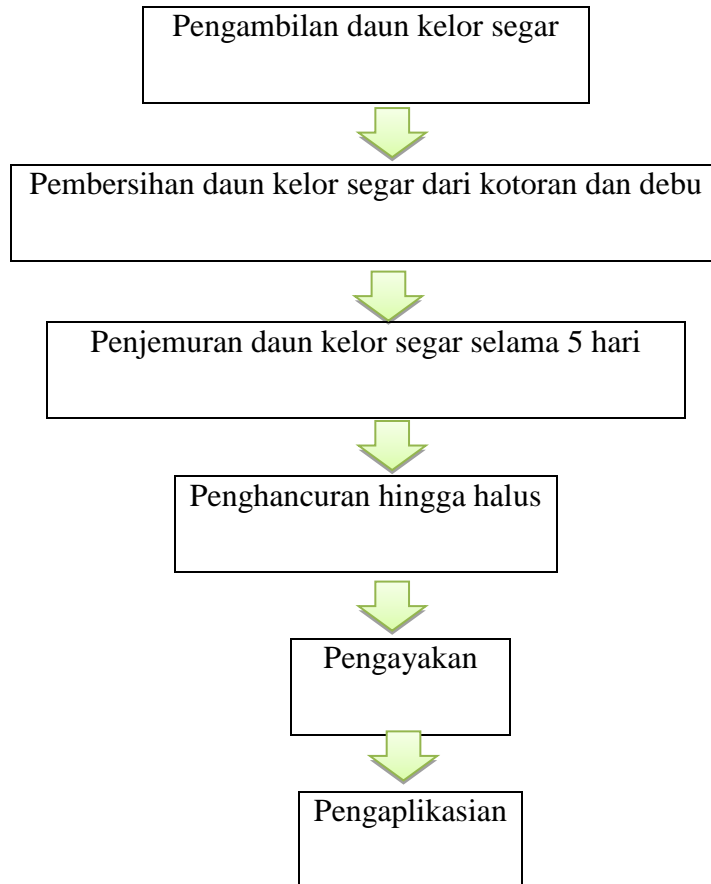 Pengambilan daun kelor segar
Pembersihan daun kelor segar dari kotoran dan debu
Penjemuran daun kelor segar selama 5 hari
Penghancuran hingga halus
Pengayakan
Pengaplikasian